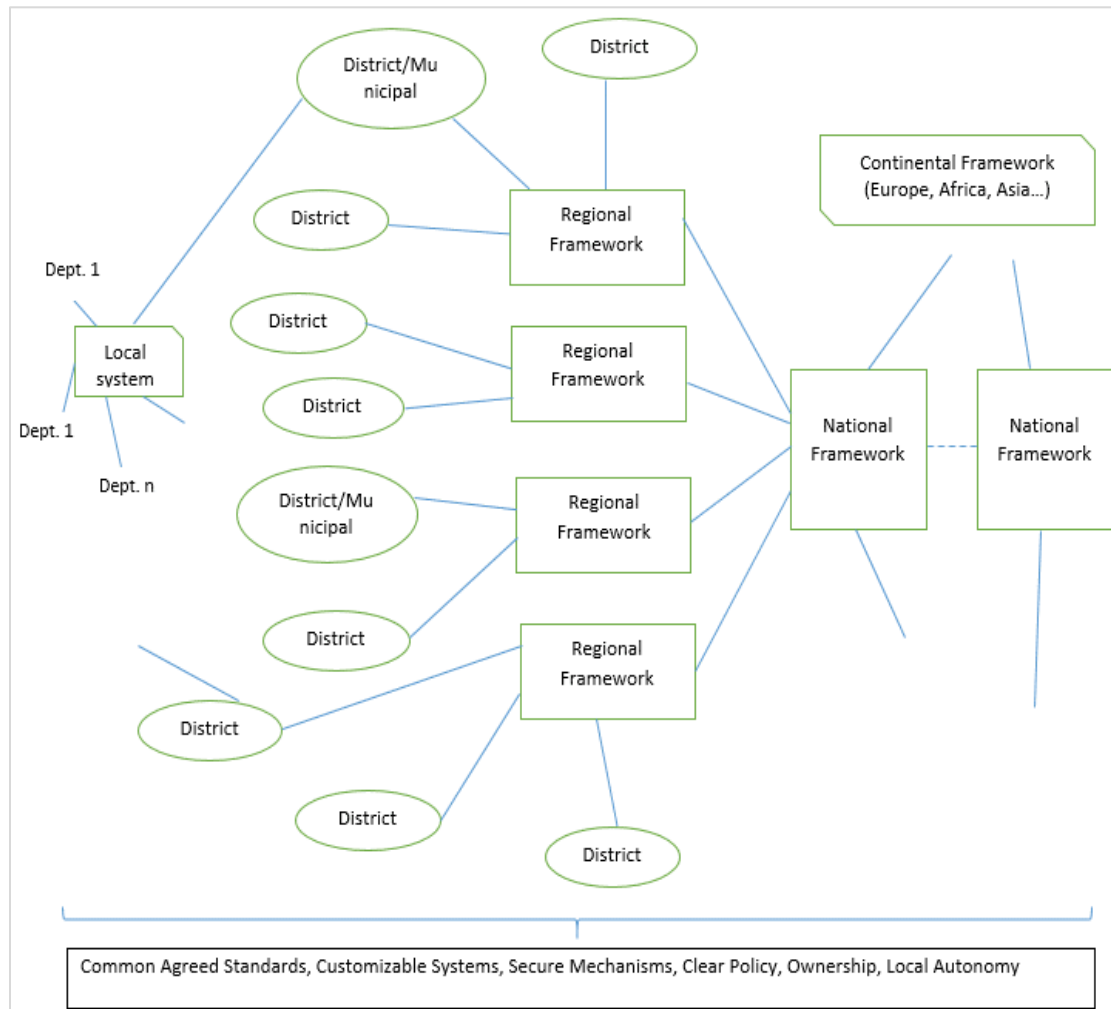 District
District/Mu
nicipal
Continental Framework
(Europe, Africa, Asia...)
District
Regional
Framework
Dept. 1
District
Local
system
Regional
Framework
District
Dept. 1
National
Framework
National
Framework
Dept. n
District/Mu
nicipal
Regional
Framework
District
Regional
Framework
District
District
District
Common Agreed Standards, Customizable Systems, Secure Mechanisms, Clear Policy, Ownership, Local Autonomy